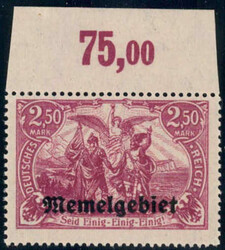 75,00
2,50 2,50
MARK MARK
DEUTSCHES REICH
Memelgebiet
Seid Einig-Einig-Einig!